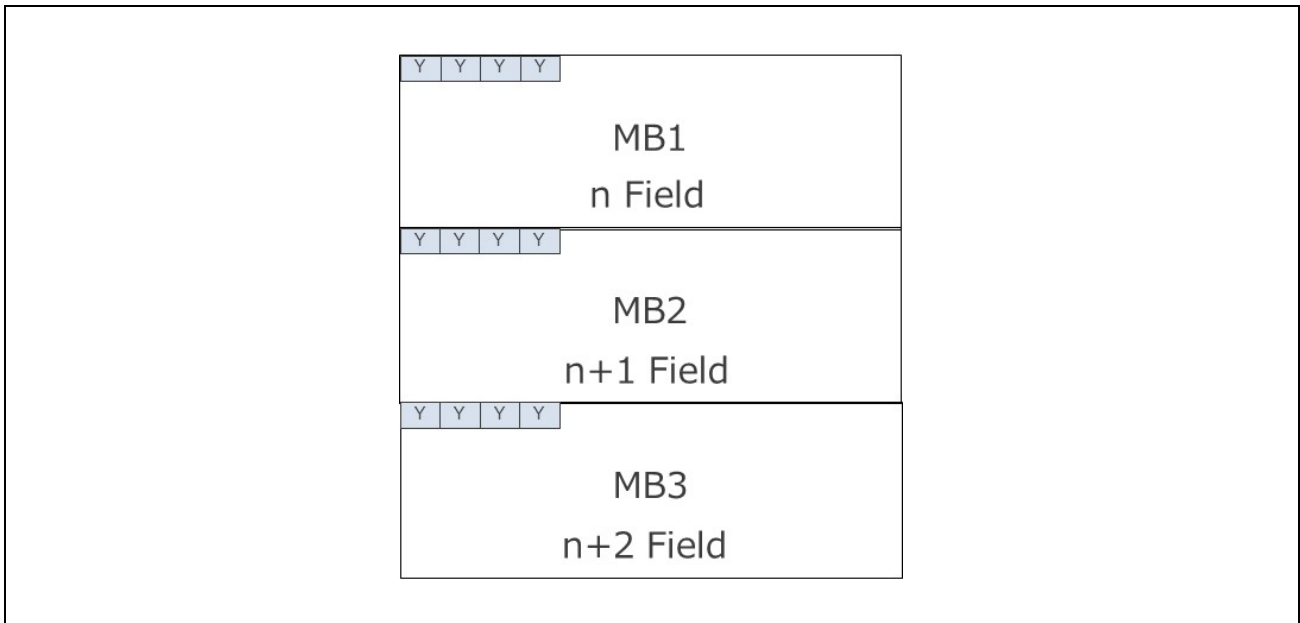 Y Y Y Y
MB1
n Field
Y Y Y Y
MB2
n+1 Field
Y Y Y Y
MB3
n+2 Field